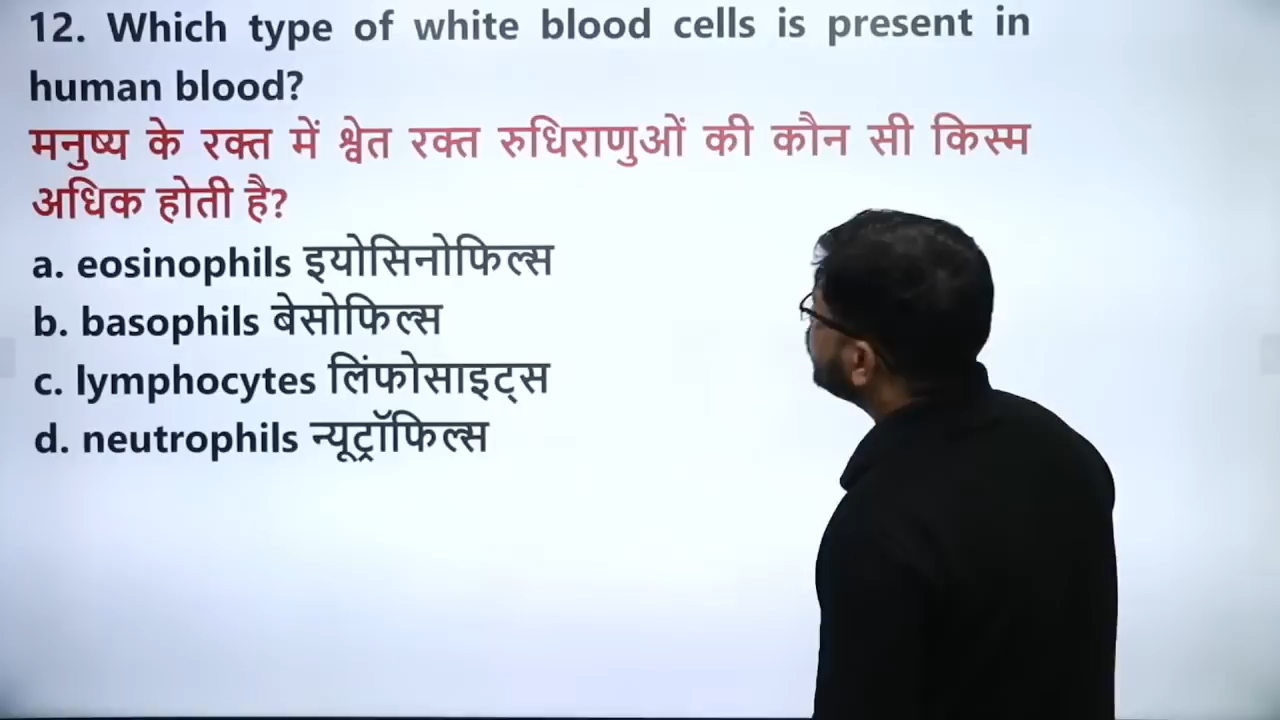 12. Which type of white blood cells is present in
human blood?
मनुष्य के रक्त में श्वेत रक्त रुधिराणुओं की कौन सी किस्म
अधिक होती है?
a. eosinophils इयोसिनोफिल्स
b. basophils बेसोफिल्स
c. lymphocytes लिंफोसाइट्स
d. neutrophils न्यूट्रॉफिल्स